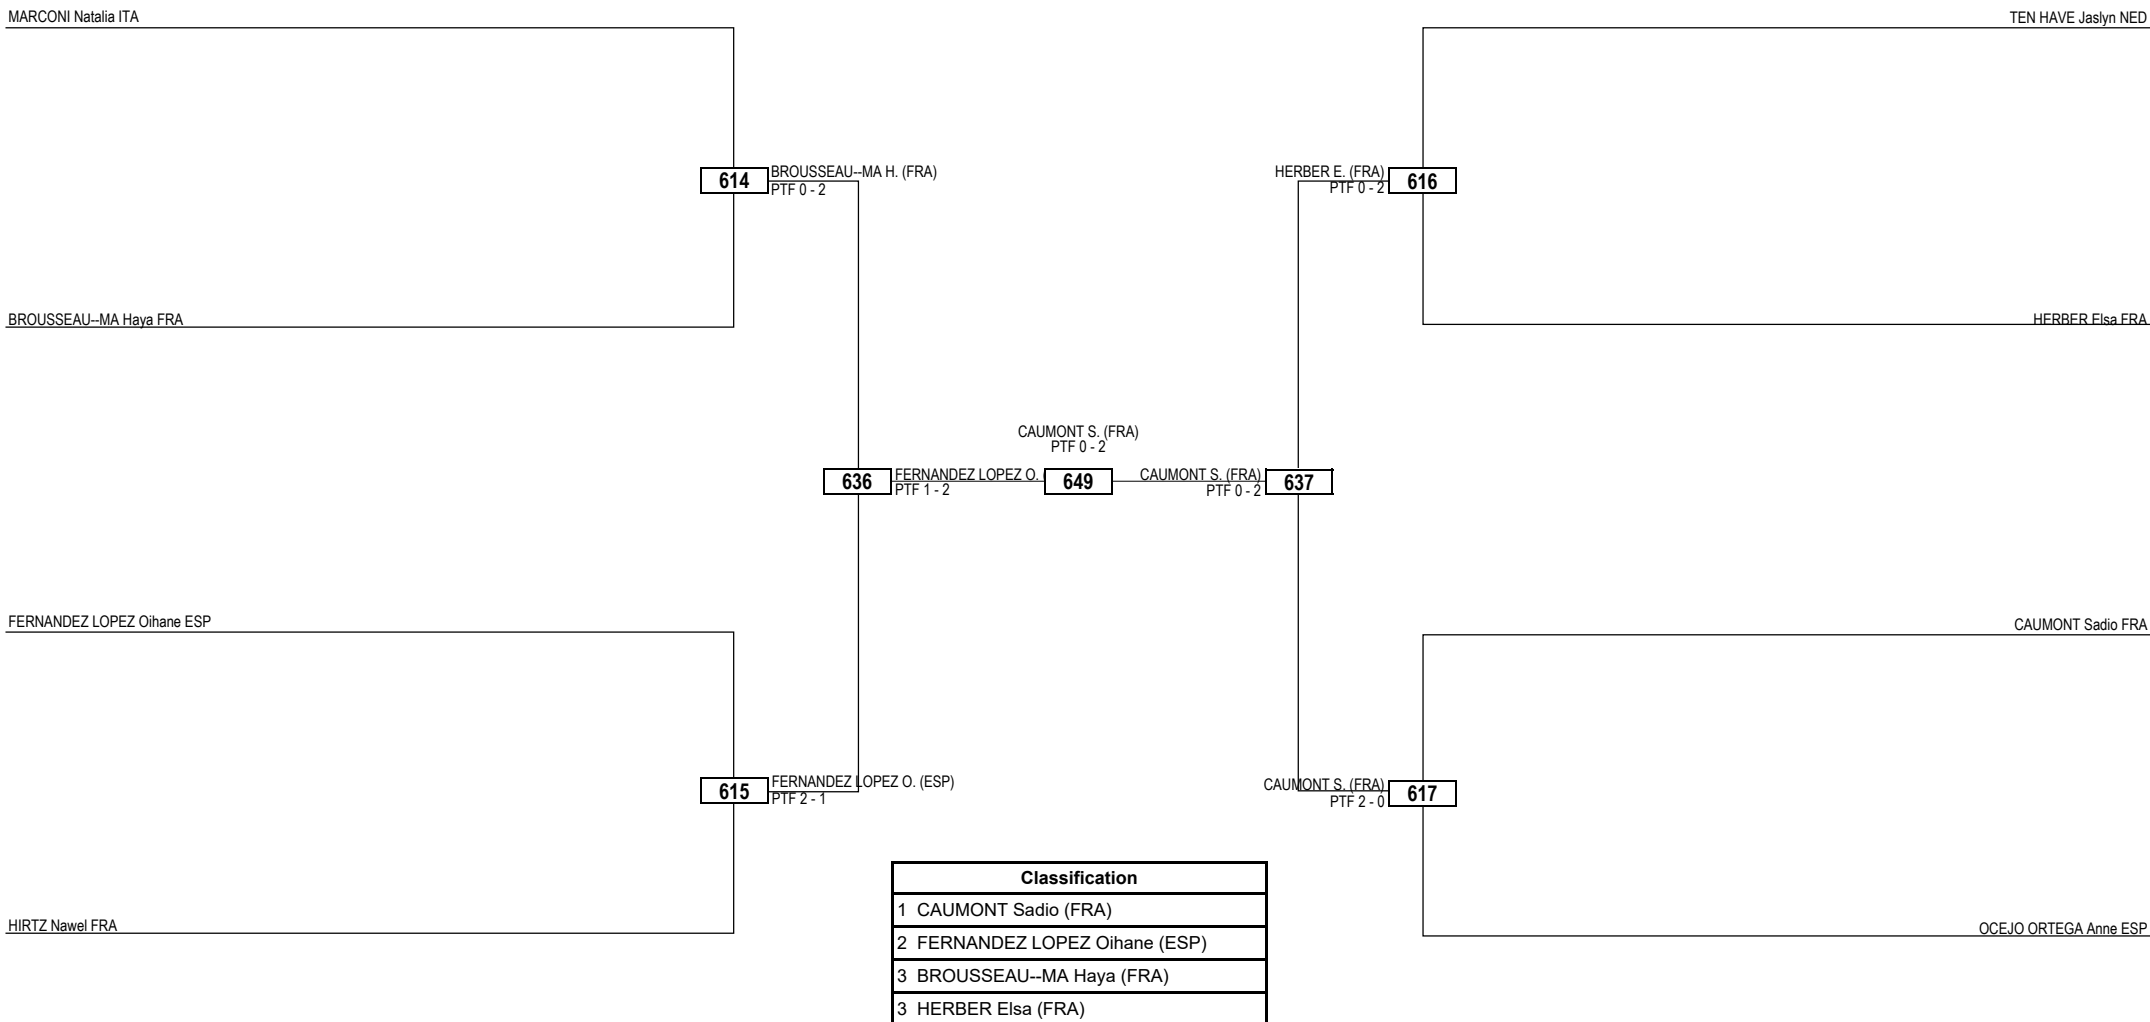 MARCONI Natalia ITA
TEN HAVE Jaslyn NED
614
BROUSSEAU--MA H. (FRA)
PTF 0 - 2
HERBER E. (FRA)
PTF 0 - 2
616
BROUSSEAU--MA Haya FRA
HERBER Elsa FRA
CAUMONT S. (FRA)
PTF 0 - 2
636
FERNANDEZ LOPEZ O. (
PTF 1 - 2
649
CAUMONT S. (FRA)
PTF 0 - 2
637
FERNANDEZ LOPEZ Oihane ESP
CAUMONT Sadio FRA
615
FERNANDEZ LOPEZ O. (ESP)
PTF 2 - 1
CAUMONT S. (FRA)
PTF 2 - 0
617
HIRTZ Nawel FRA
OCEJO ORTEGA Anne ESP
Classification
1 CAUMONT Sadio (FRA)
2 FERNANDEZ LOPEZ Oihane (ESP)
3 BROUSSEAU--MA Haya (FRA)
3 HERBER Elsa (FRA)